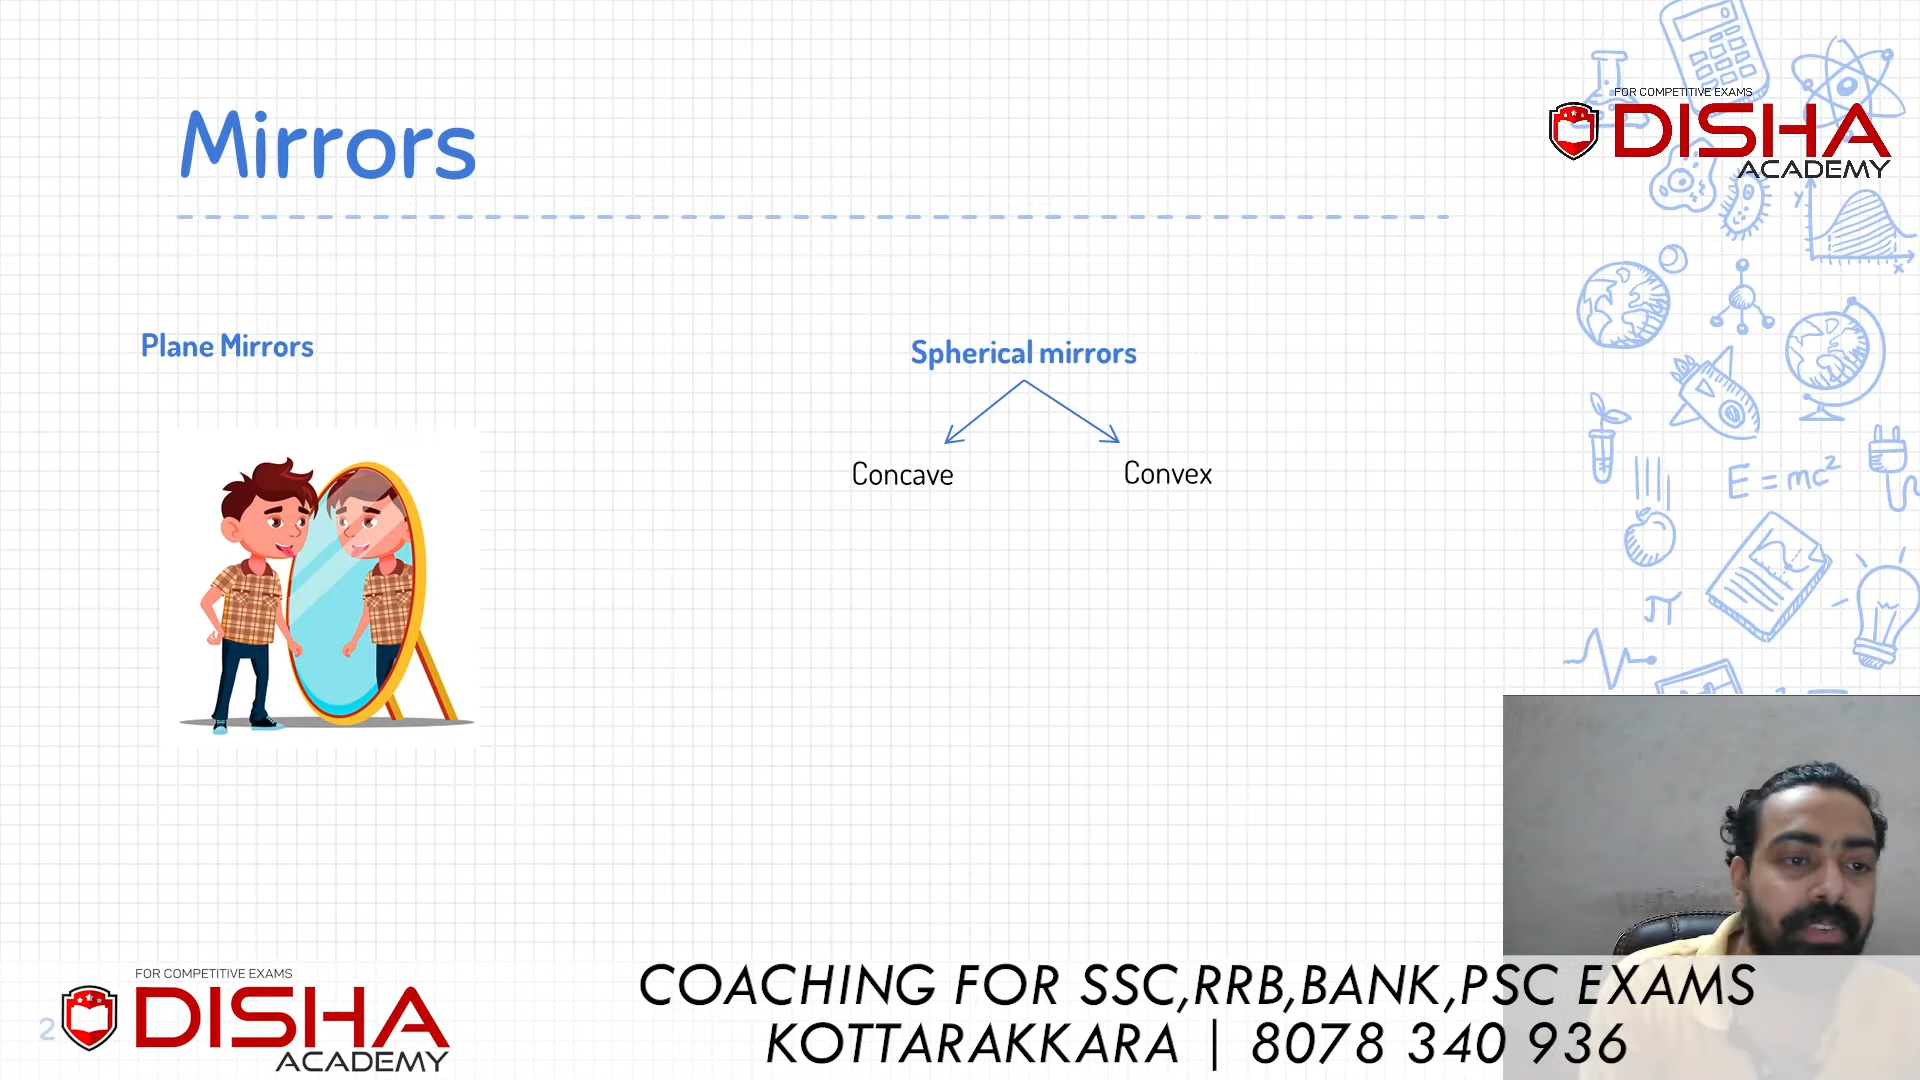 Mirrors
FOR COMPETITIVE EXAMS
DISHA
ACADEMY
Y
X
Plane Mirrors
Spherical mirrors
Concave
Convex
E = mc²
π
COACHING FOR SSC,RRB,BANK,PSC EXAMS
KOTTARAKKARA | 8078 340 936
FOR COMPETITIVE EXAMS
DISHA
ACADEMY
2